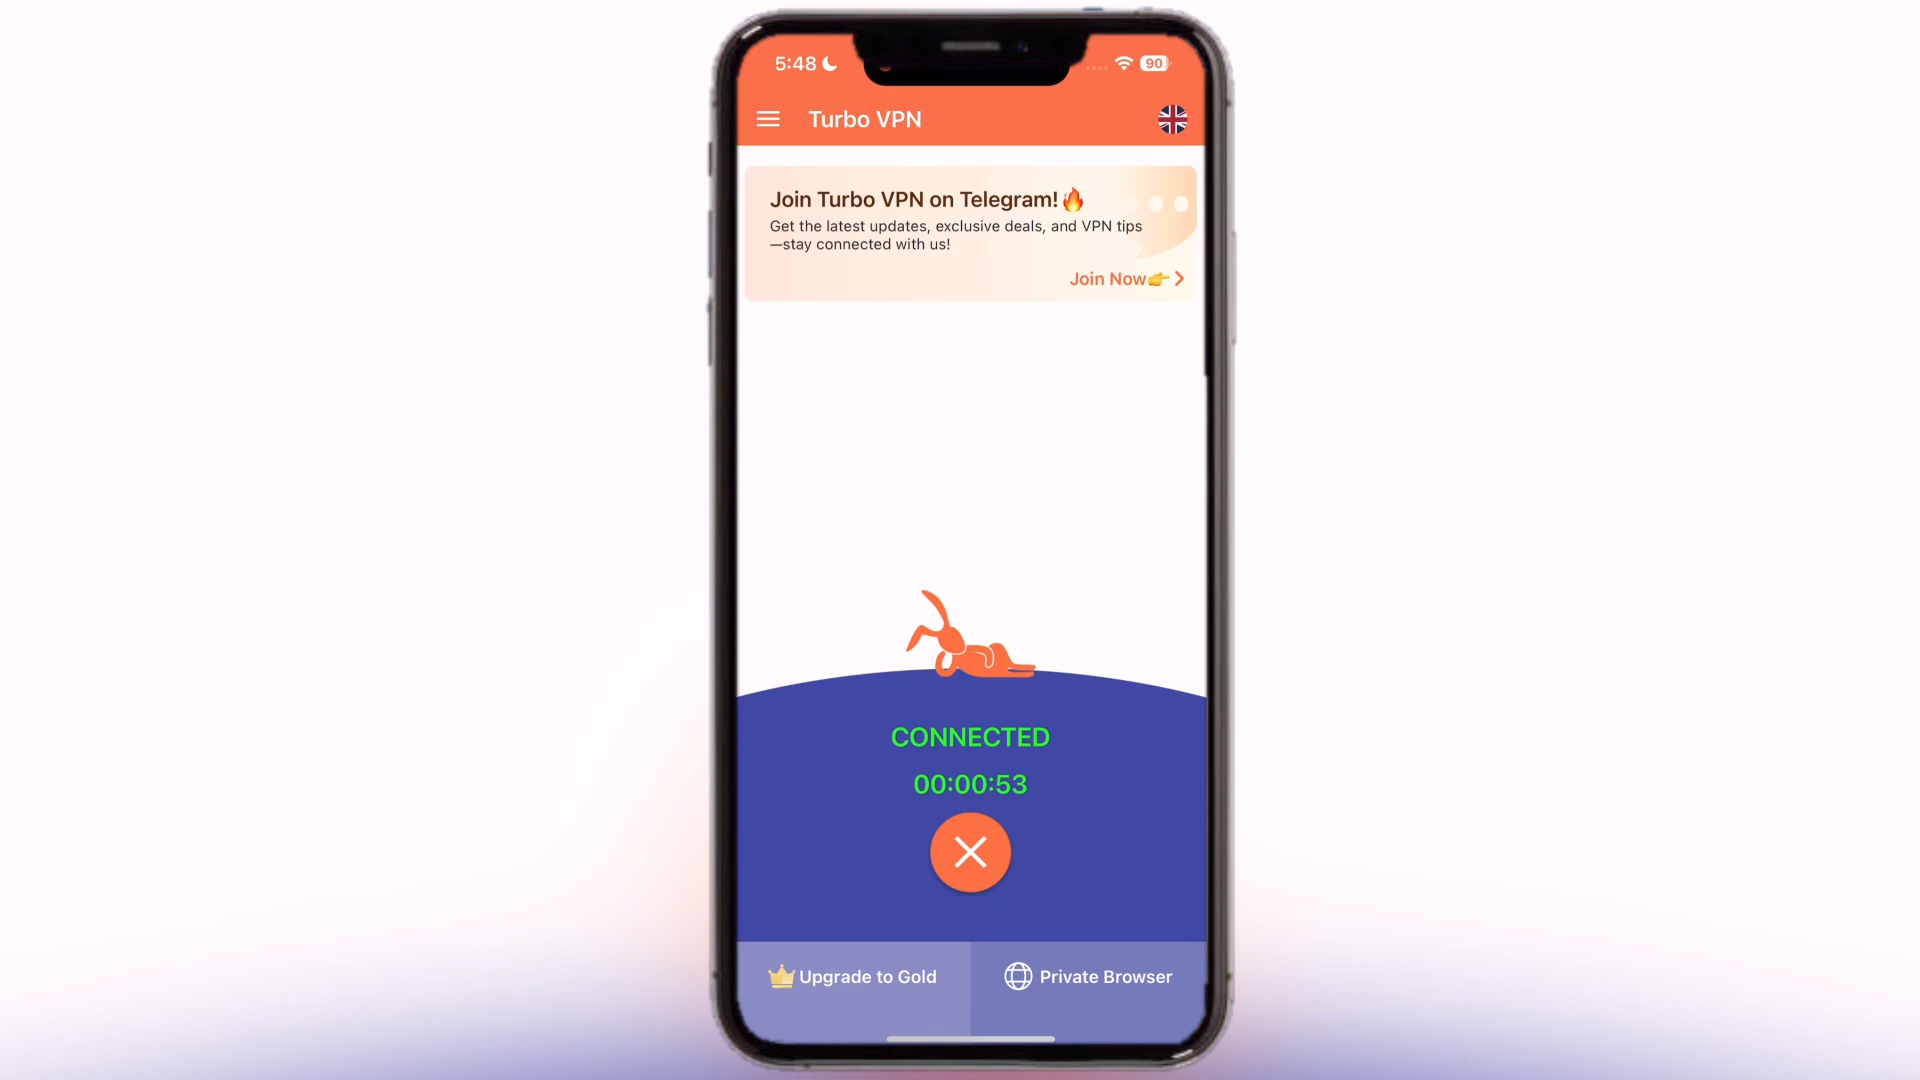 5:48
90
Turbo VPN
Join Turbo VPN on Telegram!🔥
Get the latest updates, exclusive deals, and VPN tips
—stay connected with us!
Join Now👉
CONNECTED
00:00:53
Upgrade to Gold
Private Browser